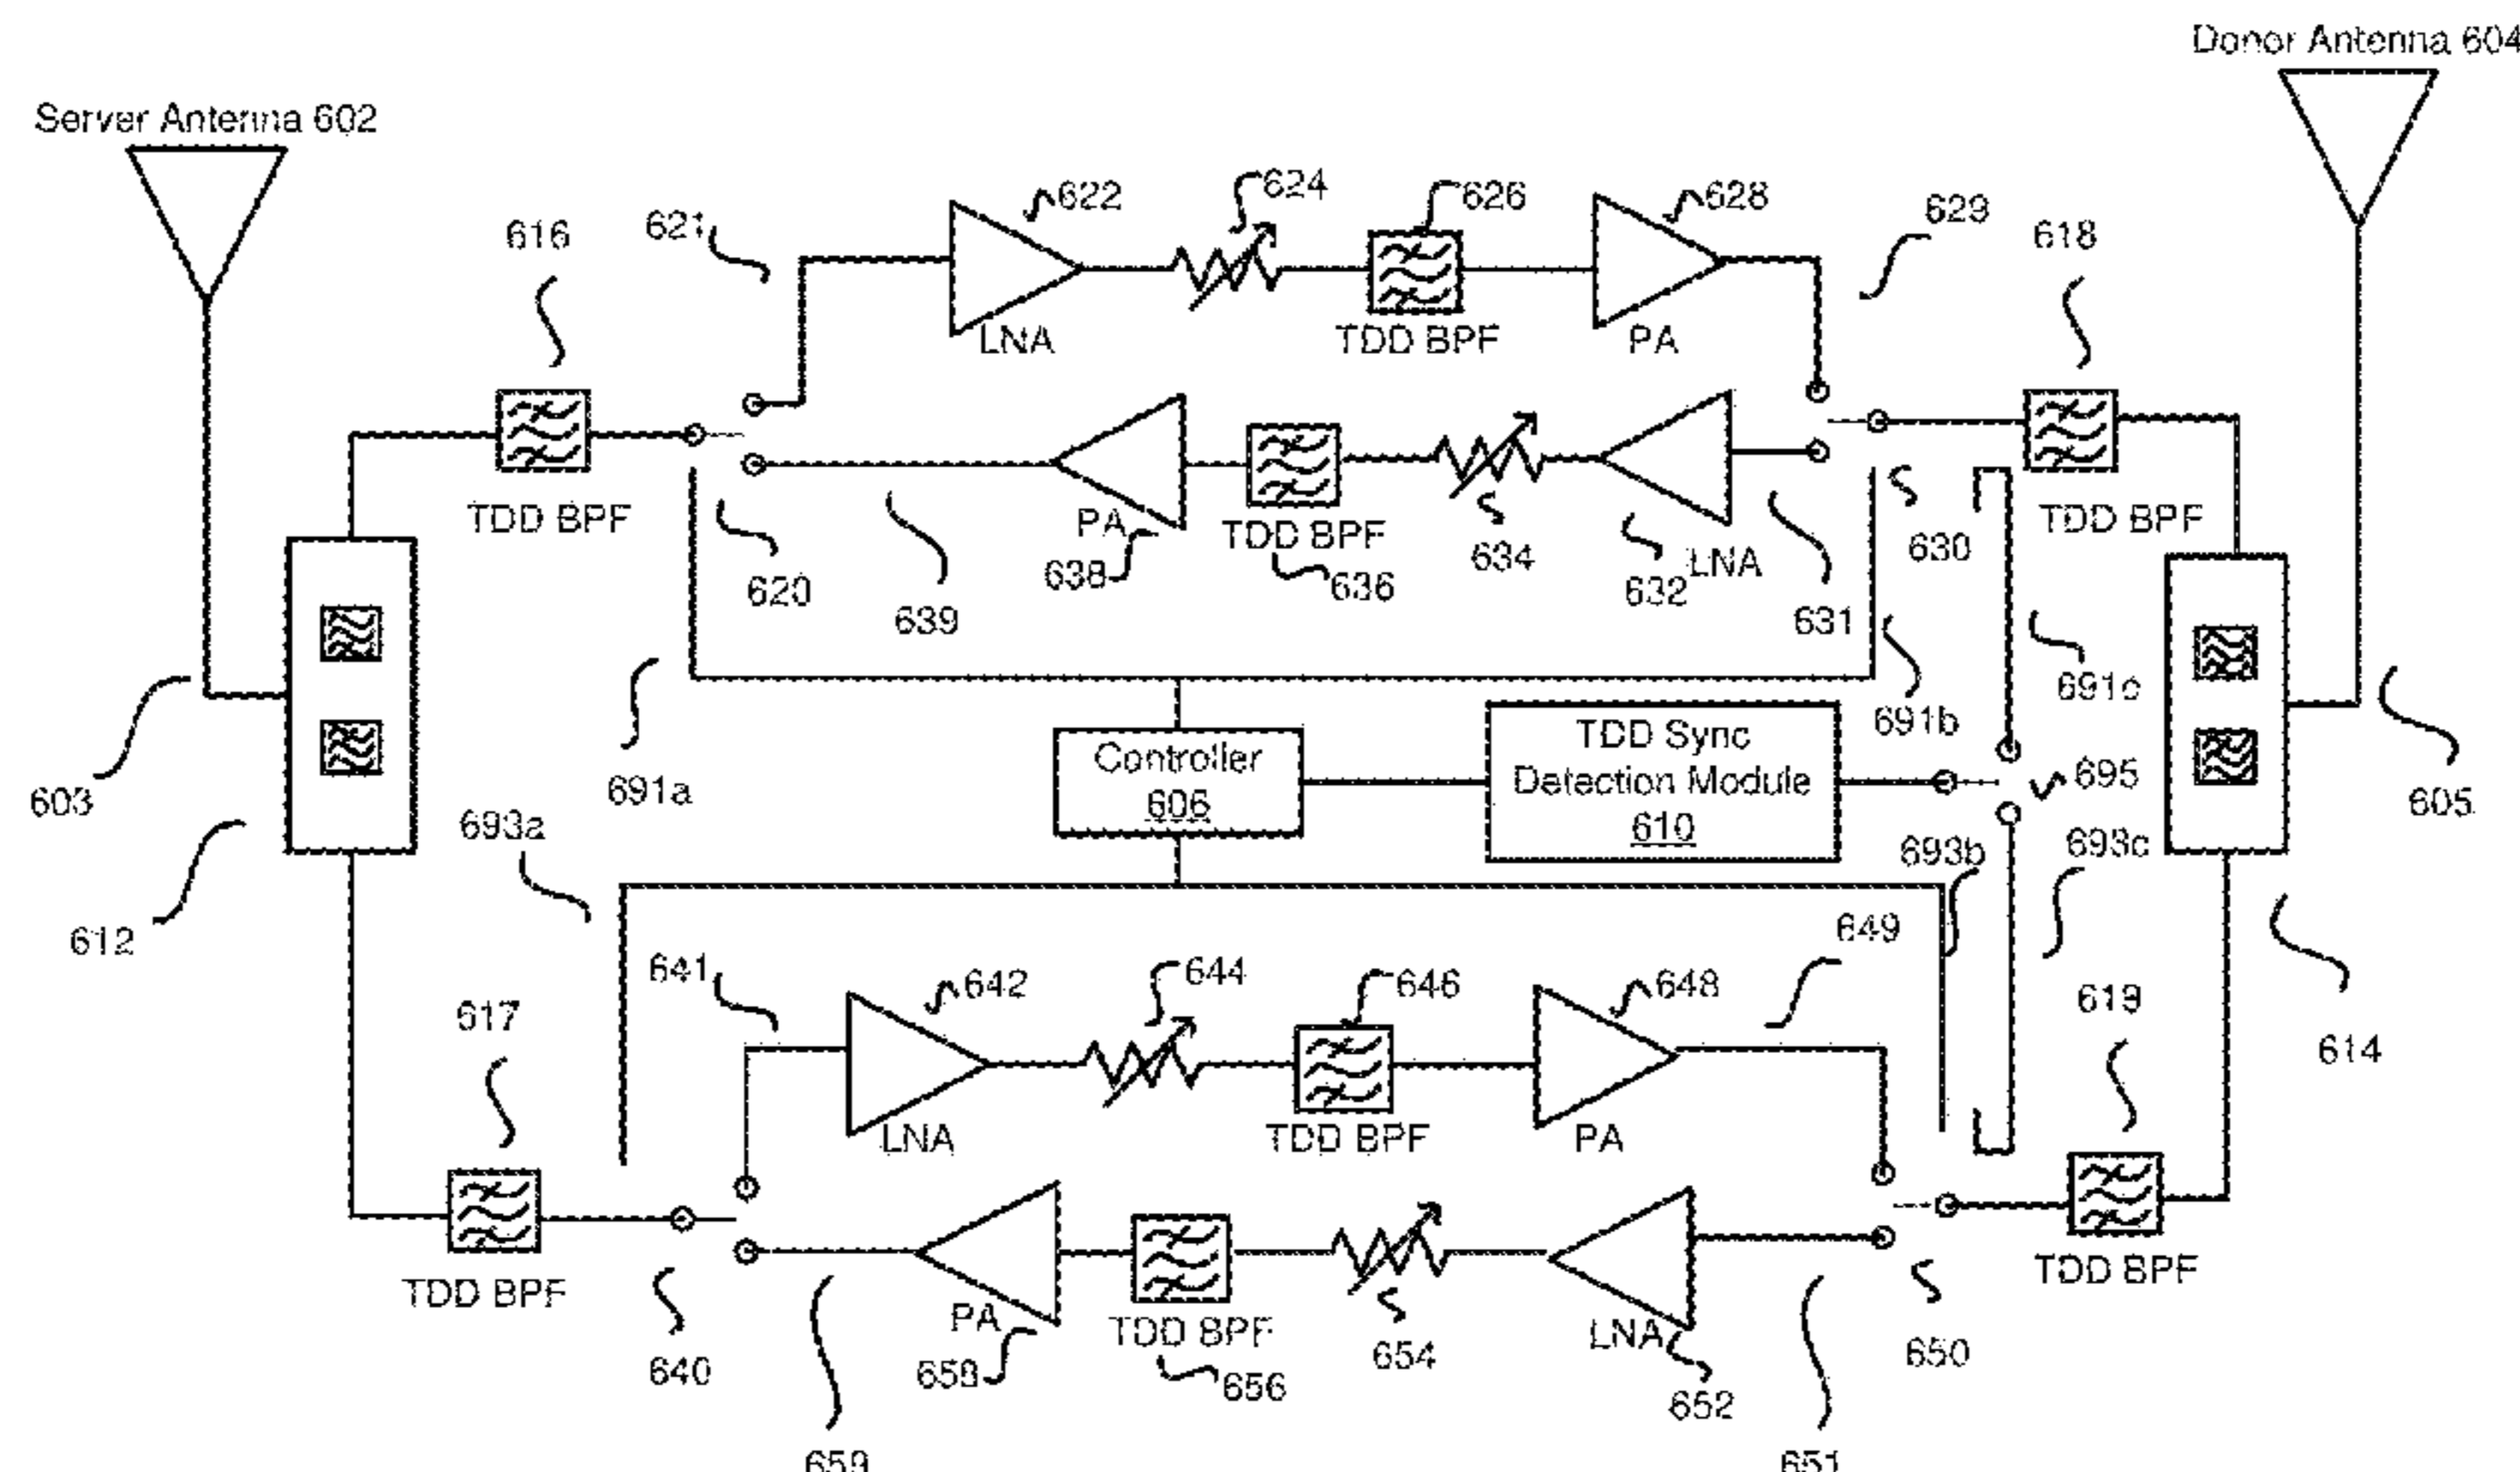 Donor Antenna 604
Server Antenna 602
622
624
626
628
629
616
621
618
LNA
TDD BPF
PA
TDD BPF
PA
TDD BPF
634
LNA
630
TDD BPF
620
638
636
632
639
631
691c
691b
TDD Sync
Detection Module
610
Controller
606
691a
695
603
605
693a
693b
693c
612
649
641
642
644
646
648
617
619
614
LNA
TDD BPF
PA
TDD BPF
PA
TDD BPF
LNA
TDD BPF
640
658
656
654
652
650
659
651